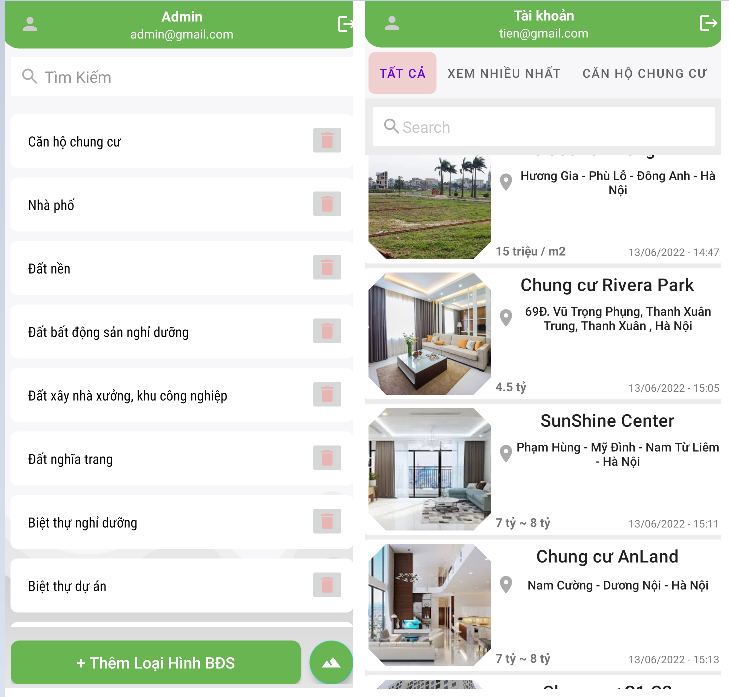 Admin
admin@gmail.com
Tìm Kiếm
Căn hộ chung cư
Nhà phố
Đất nền
Đất bất động sản nghỉ dưỡng
Đất xây nhà xưởng, khu công nghiệp
Đất nghĩa trang
Biệt thự nghỉ dưỡng
Biệt thự dự án
+ Thêm Loại Hình BĐS
Tài khoản
tien@gmail.com
TẤT CẢ
XEM NHIỀU NHẤT
CĂN HỘ CHUNG CƯ
Search
Hương Gia - Phù Lỗ - Đông Anh - Hà
Nội
15 triệu / m2
13/06/2022 - 14:47
Chung cư Rivera Park
69Đ. Vũ Trọng Phụng, Thanh Xuân
Trung, Thanh Xuân , Hà Nội
4.5 tỷ
13/06/2022 - 15:05
SunShine Center
Phạm Hùng - Mỹ Đình - Nam Từ Liêm
- Hà Nội
7 tỷ ~ 8 tỷ
13/06/2022 - 15:11
Chung cư AnLand
Nam Cường - Dương Nội - Hà Nội
7 tỷ ~ 8 tỷ
13/06/2022 - 15:13